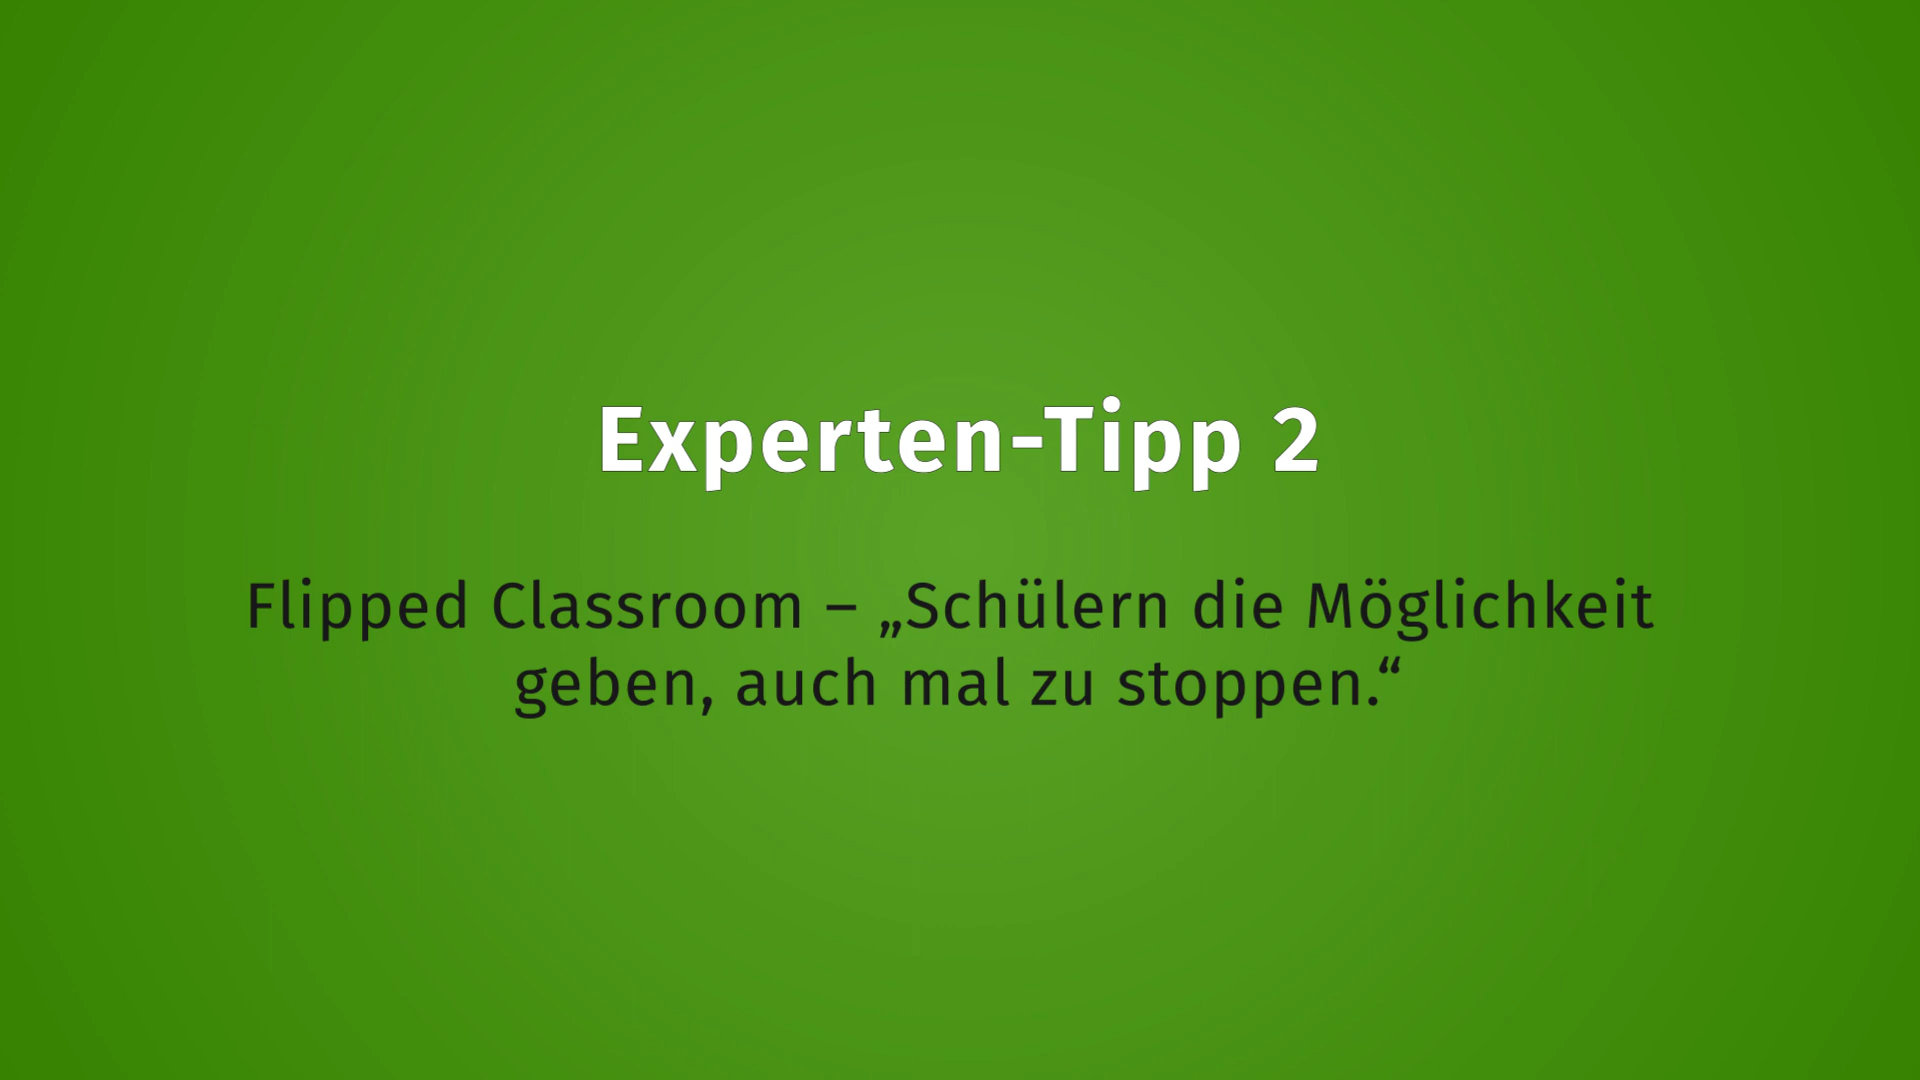 Experten-Tipp 2
Flipped Classroom – „Schülern die Möglichkeit
geben, auch mal zu stoppen.“